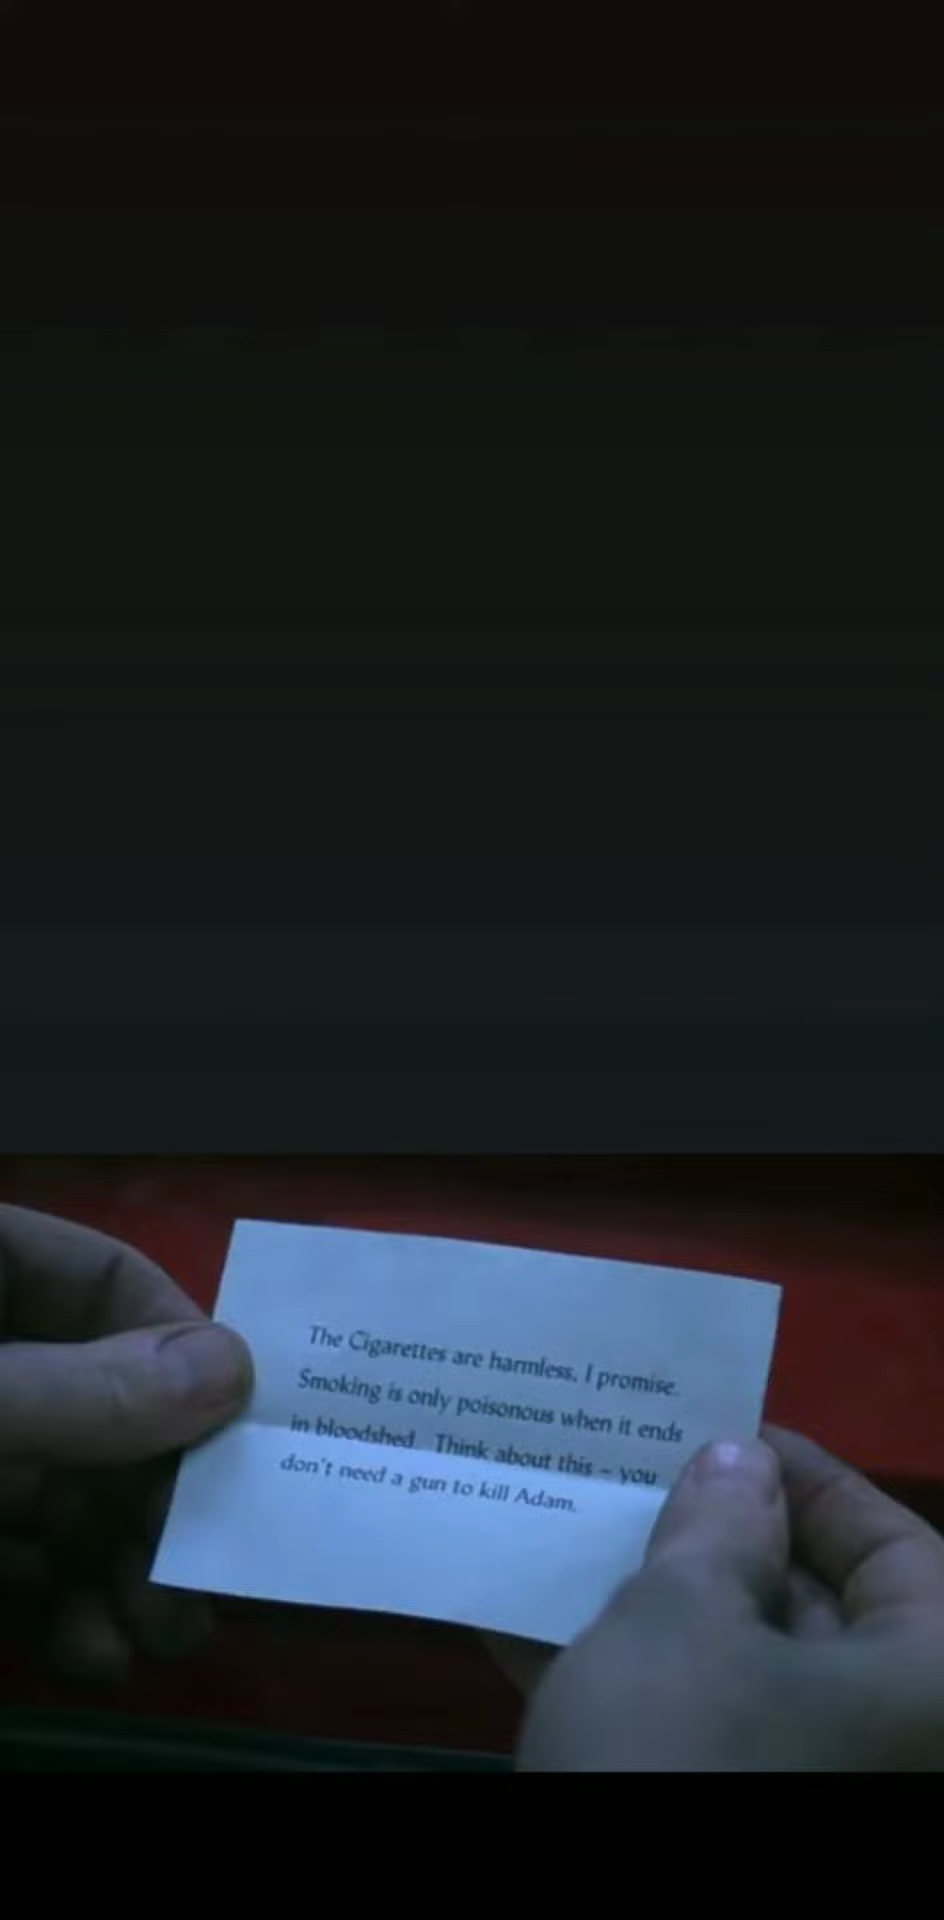 The Cigarettes are harmless, I promise.
Smoking is only poisonous when it ends
in bloodshed. Think about this – you
don't need a gun to kill Adam.